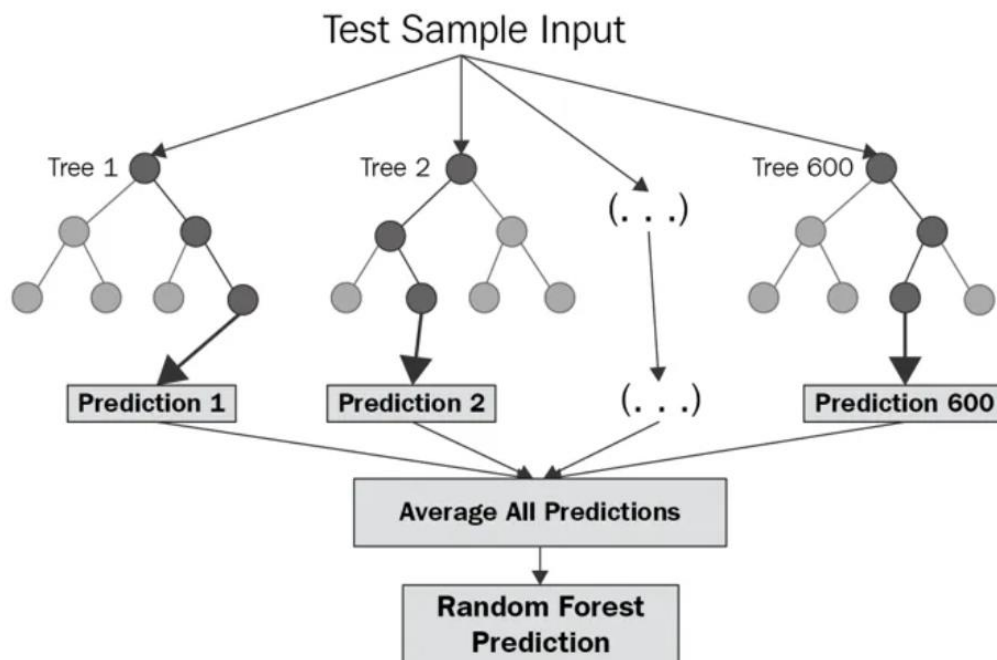 Test Sample Input
Tree 1
Tree 2
Tree 600
(. . .)
Prediction 1
Prediction 2
(. . .)
Prediction 600
Average All Predictions
Random Forest
Prediction